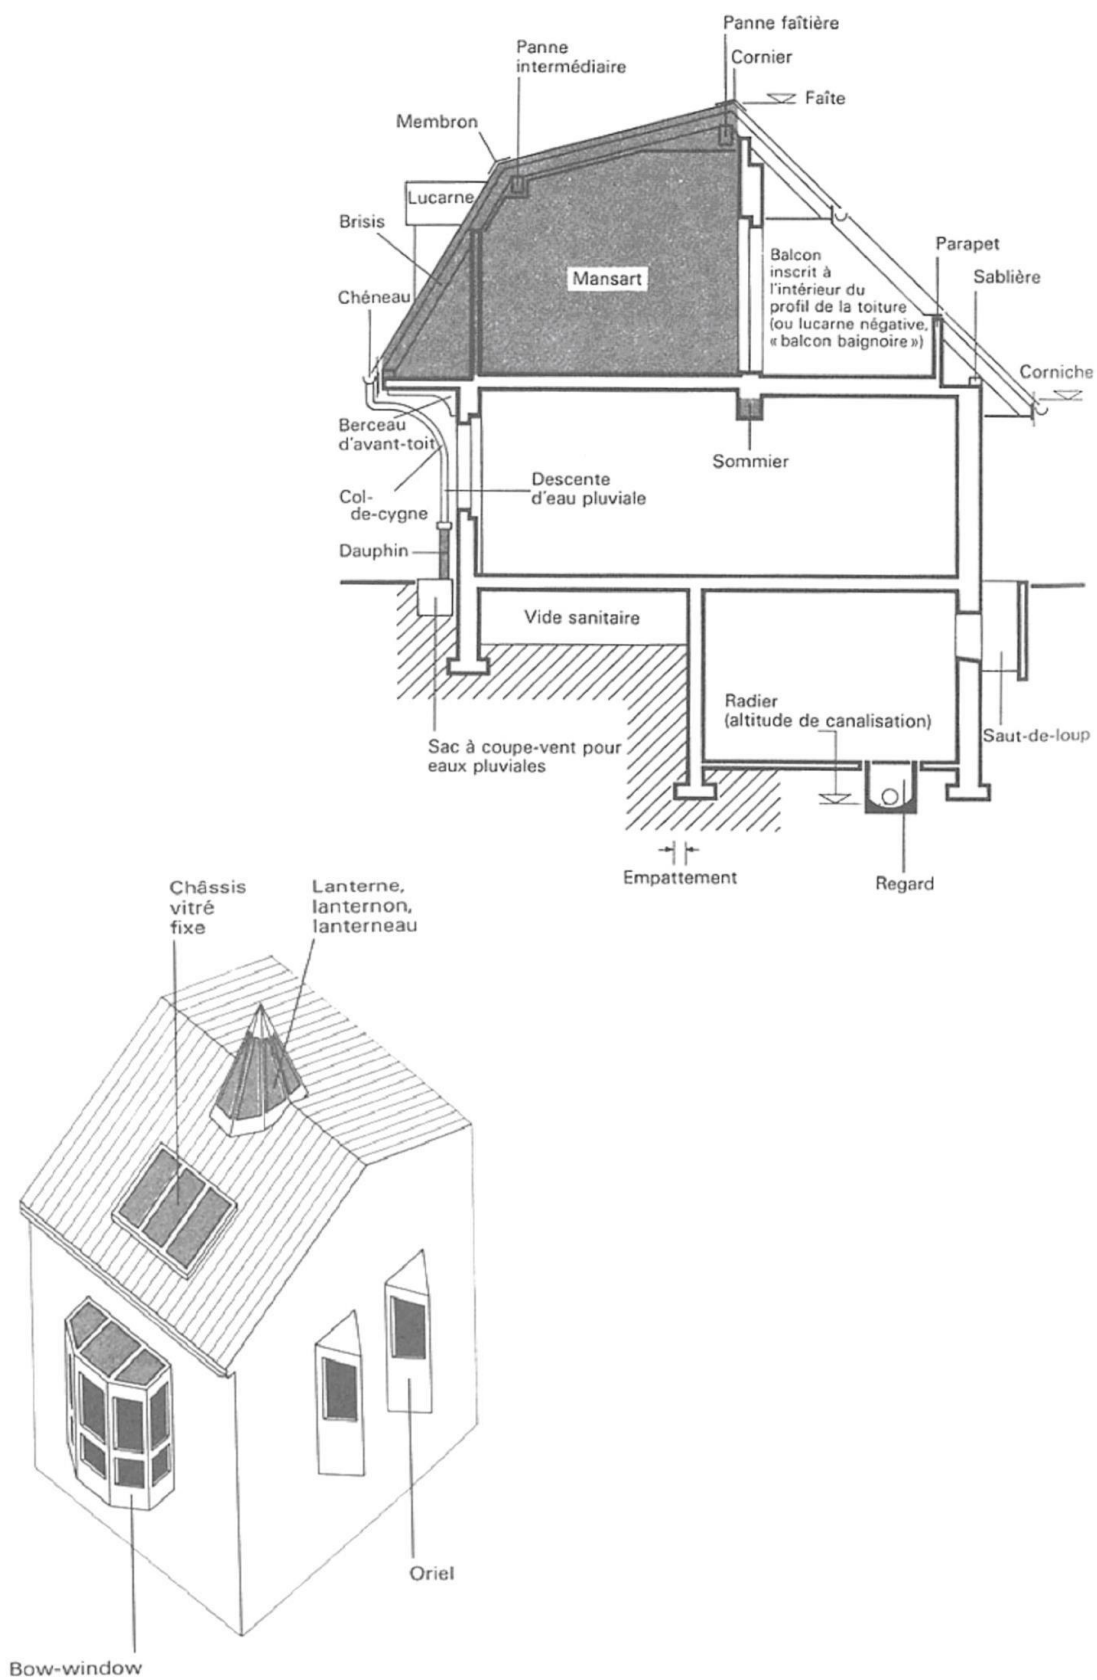 Panne faîtière
Panne
intermédiaire
Cornier
Faîte
Membron
Lucarne
Brisis
Mansart
Balcon
inscrit à
l'intérieur du
profil de la toiture
(ou lucarne négative,
« balcon baignoire »)
Parapet
Sablière
Chéneau
Corniche
Berceau
d'avant-toit
Sommier
Descente
d'eau pluviale
Col-
de-cygne
Dauphin
Vide sanitaire
Radier
(altitude de canalisation)
Saut-de-loup
Sac à coupe-vent pour
eaux pluviales
Empattement
Regard
Châssis
vitré
fixe
Lanterne,
lanternon,
lanterneau
Oriel
Bow-window